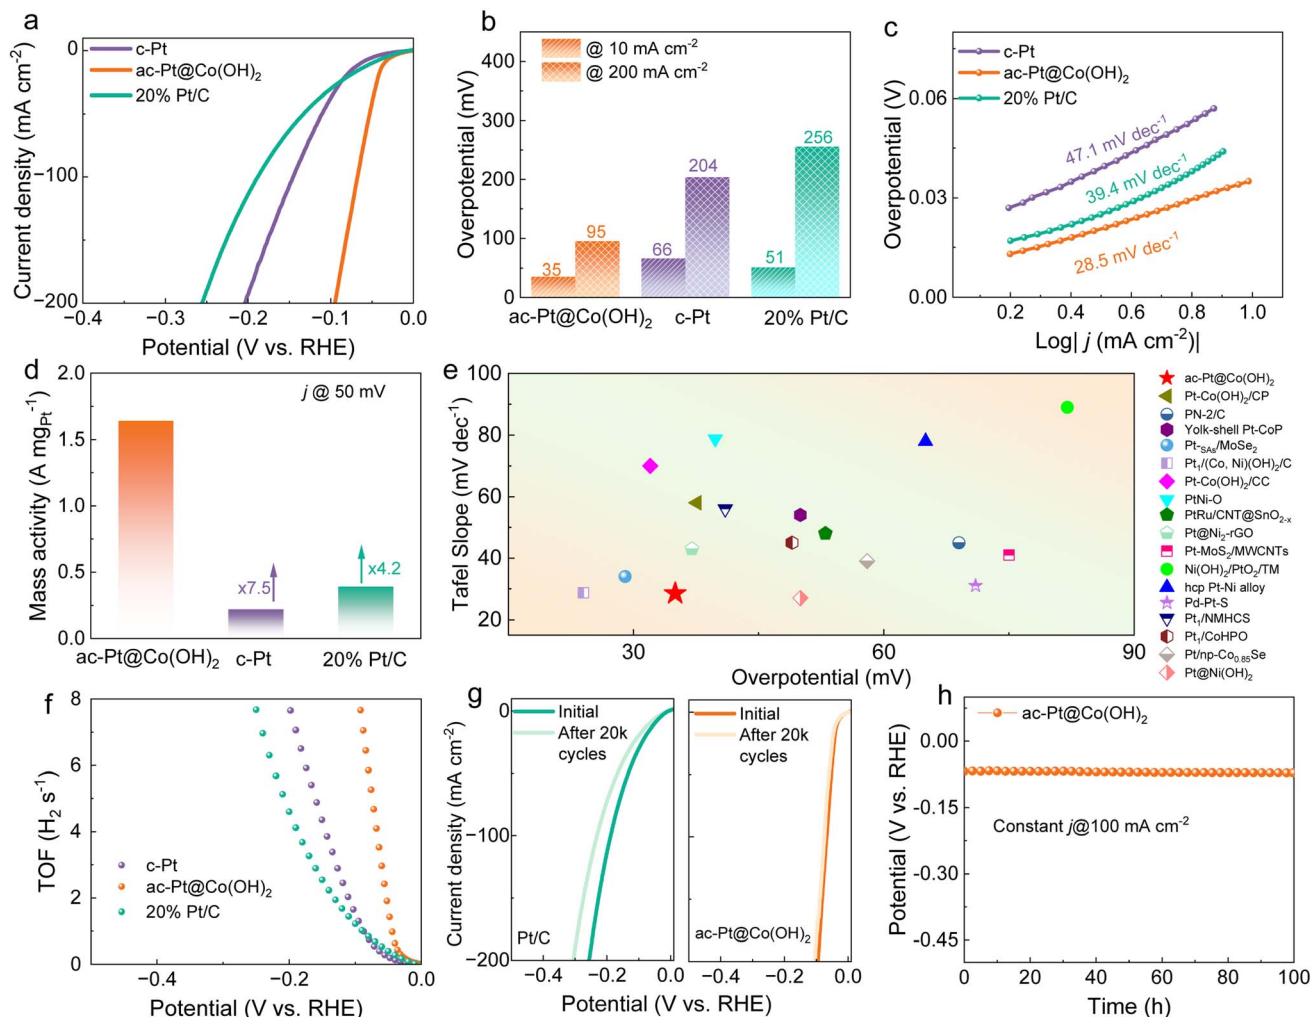 a
c-Pt
ac-Pt@Co(OH)₂
20% Pt/C
Current density (mA cm⁻²)
0
−100
−200
−0.4
−0.3
−0.2
−0.1
0.0
Potential (V vs. RHE)
b
@ 10 mA cm⁻²
@ 200 mA cm⁻²
Overpotential (mV)
400
300
200
100
0
35
95
66
204
51
256
ac-Pt@Co(OH)₂
c-Pt
20% Pt/C
c
c-Pt
ac-Pt@Co(OH)₂
20% Pt/C
Overpotential (V)
0.06
0.03
0.00
47.1 mV dec⁻¹
39.4 mV dec⁻¹
28.5 mV dec⁻¹
0.2
0.4
0.6
0.8
1.0
Log| j (mA cm⁻²)|
d
j @ 50 mV
Mass activity (A mgPt⁻¹)
2.0
1.5
1.0
0.5
0.0
x7.5
x4.2
ac-Pt@Co(OH)₂
c-Pt
20% Pt/C
e
Tafel Slope (mV dec⁻¹)
100
80
60
40
20
30
60
90
Overpotential (mV)
ac-Pt@Co(OH)₂
Pt-Co(OH)₂/CP
PN-2/C
Yolk-shell Pt-CoP
Pt-SAs/MoSe₂
Pt₁/(Co, Ni)(OH)₂/C
Pt-Co(OH)₂/CC
PtNi-O
PtRu/CNT@SnO₂₋ₓ
Pt@Ni₂-rGO
Pt-MoS₂/MWCNTs
Ni(OH)₂/PtO₂/TM
hcp Pt-Ni alloy
Pd-Pt-S
Pt₁/NMHCS
Pt₁/CoHPO
Pt/np-Co₀.₈₅Se
Pt@Ni(OH)₂
f
TOF (H₂ s⁻¹)
8
6
4
2
0
c-Pt
ac-Pt@Co(OH)₂
20% Pt/C
−0.4
−0.2
0.0
Potential (V vs. RHE)
g
Current density (mA cm⁻²)
0
−100
−200
Initial
After 20k
cycles
Pt/C
−0.4
−0.2
0.0
Initial
After 20k
cycles
ac-Pt@Co(OH)₂
−0.4
−0.2
0.0
Potential (V vs. RHE)
h
ac-Pt@Co(OH)₂
Potential (V vs. RHE)
0.00
-0.15
-0.30
-0.45
Constant j@100 mA cm⁻²
0
20
40
60
80
100
Time (h)